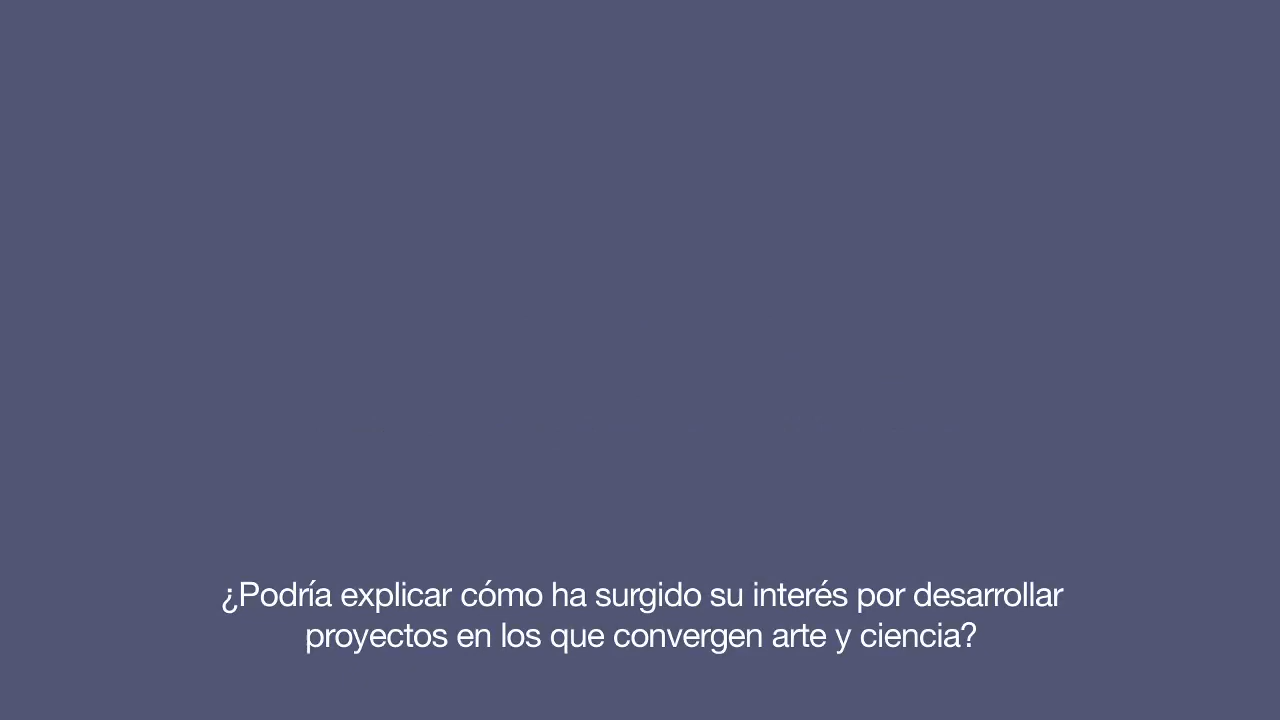 ¿Podría explicar cómo ha surgido su interés por desarrollar
proyectos en los que convergen arte y ciencia?